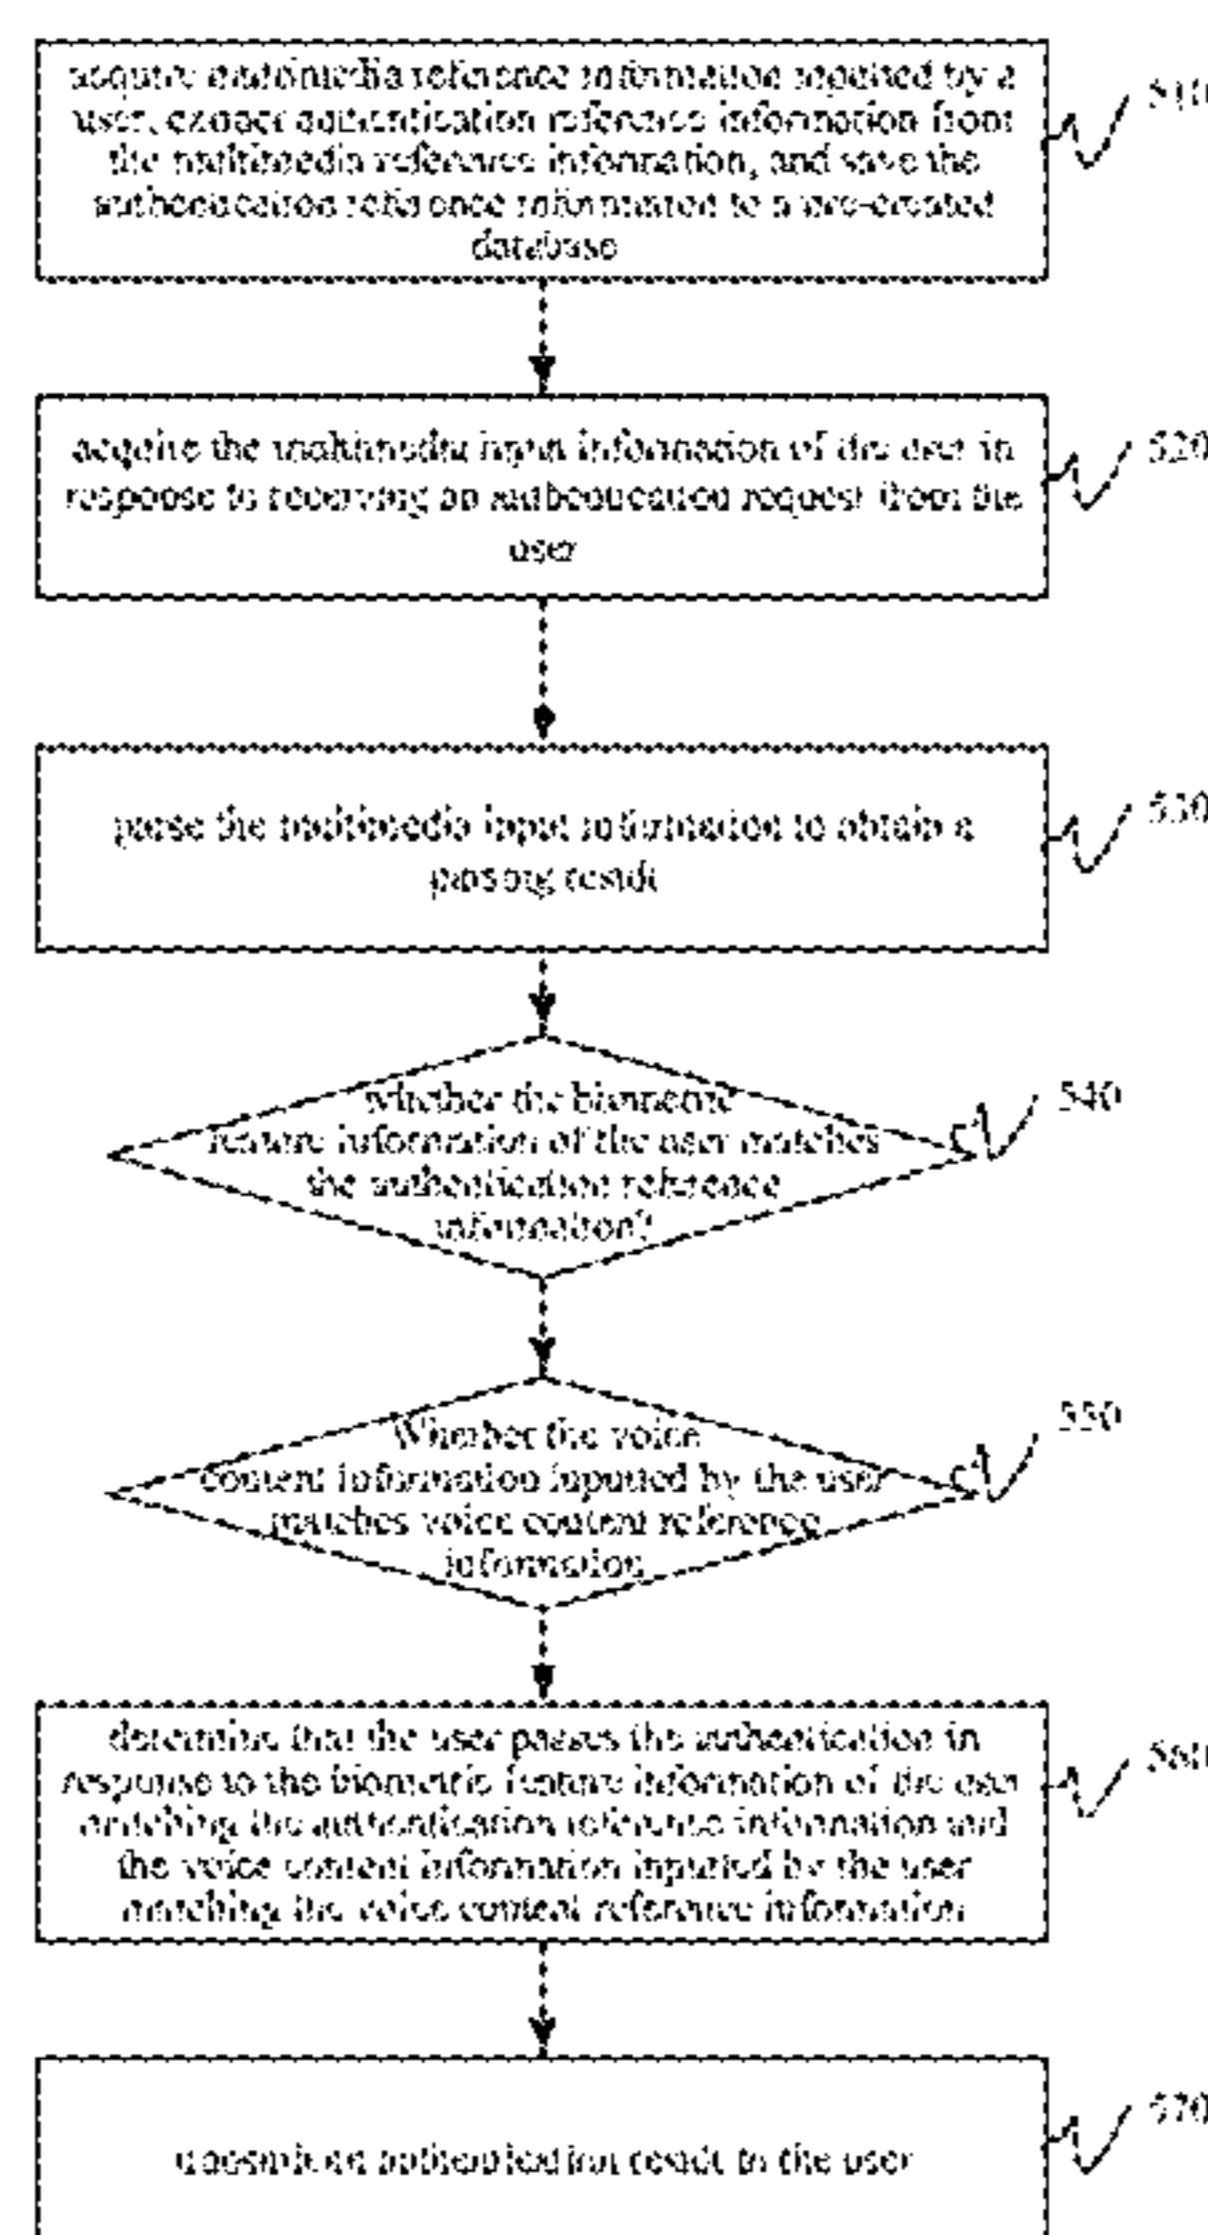 acquire multimedia reference information inputted by a
user, extract authentication reference information from
the multimedia reference information, and save the
authentication reference information to a pre-created
database
510
acquire the multimedia input information of the user in
response to receiving an authentication request from the
user
520
parse the multimedia input information to obtain a
parsing result
530
whether the biometric
feature information of the user matches
the authentication reference
information?
540
Whether the voice
content information inputted by the user
matches voice content reference
information
550
determine that the user passes the authentication in
response to the biometric feature information of the user
matching the authentication reference information and
the voice content information inputted by the user
matching the voice content reference information
560
transmit an authentication result to the user
570